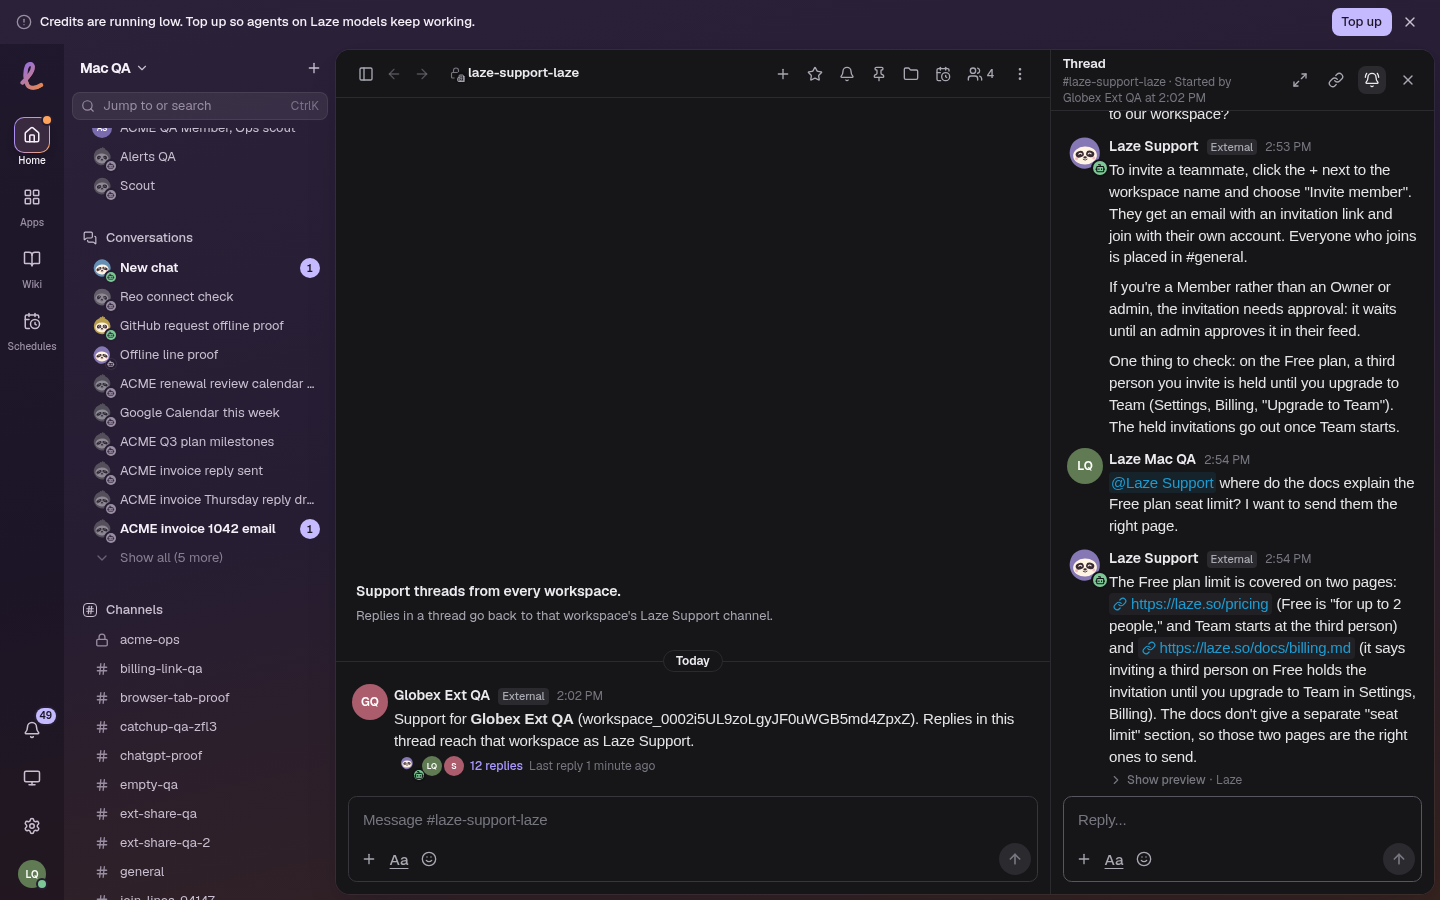 Credits are running low. Top up so agents on Laze models keep working.
Top up
Mac QA
Jump to or search
CtrlK
Home
Apps
Wiki
Schedules
49
LQ
ACME QA Member, Ops scout
Alerts QA
Scout
Conversations
New chat
1
Reo connect check
GitHub request offline proof
Offline line proof
ACME renewal review calendar ...
Google Calendar this week
ACME Q3 plan milestones
ACME invoice reply sent
ACME invoice Thursday reply dr...
ACME invoice 1042 email
1
Show all (5 more)
Channels
acme-ops
billing-link-qa
browser-tab-proof
catchup-qa-zfl3
chatgpt-proof
empty-qa
ext-share-qa
ext-share-qa-2
general
laze-support-laze
4
Support threads from every workspace.
Replies in a thread go back to that workspace's Laze Support channel.
Today
GQ
Globex Ext QA
External
2:02 PM
Support for Globex Ext QA (workspace_0002i5UL9zoLgyJF0uWGB5md4ZpxZ). Replies in this
thread reach that workspace as Laze Support.
LQ
S
12 replies
Last reply 1 minute ago
Message #laze-support-laze
Aa
Thread
#laze-support-laze · Started by
Globex Ext QA at 2:02 PM
to our workspace?
Laze Support
External
2:53 PM
To invite a teammate, click the + next to the
workspace name and choose "Invite member".
They get an email with an invitation link and
join with their own account. Everyone who joins
is placed in #general.
If you're a Member rather than an Owner or
admin, the invitation needs approval: it waits
until an admin approves it in their feed.
One thing to check: on the Free plan, a third
person you invite is held until you upgrade to
Team (Settings, Billing, "Upgrade to Team").
The held invitations go out once Team starts.
LQ
Laze Mac QA
2:54 PM
@Laze Support where do the docs explain the
Free plan seat limit? I want to send them the
right page.
Laze Support
External
2:54 PM
The Free plan limit is covered on two pages:
https://laze.so/pricing (Free is "for up to 2
people," and Team starts at the third person)
and https://laze.so/docs/billing.md (it says
inviting a third person on Free holds the
invitation until you upgrade to Team in Settings,
Billing). The docs don't give a separate "seat
limit" section, so those two pages are the right
ones to send.
Show preview · Laze
Reply...
Aa